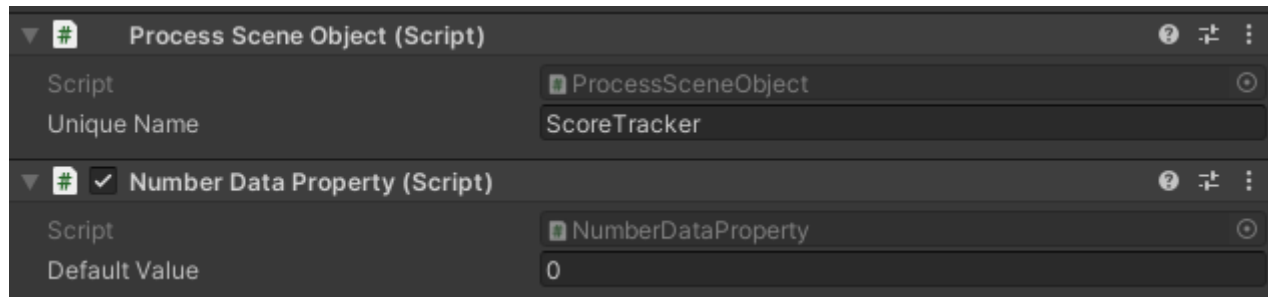 Process Scene Object (Script)
Script ProcessSceneObject
Unique Name ScoreTracker
Number Data Property (Script)
Script NumberDataProperty
Default Value 0